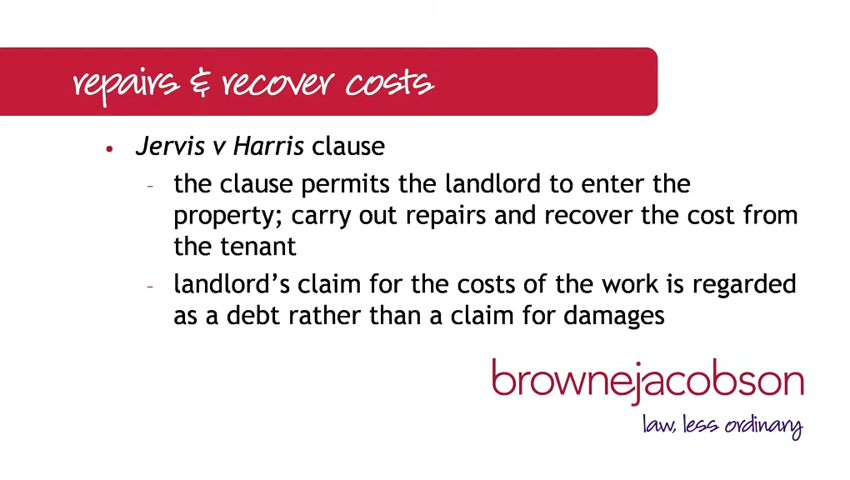 repairs & recover costs
• Jervis v Harris clause
- the clause permits the landlord to enter the
property; carry out repairs and recover the cost from
the tenant
- landlord's claim for the costs of the work is regarded
as a debt rather than a claim for damages
brownejacobson
law, less ordinary